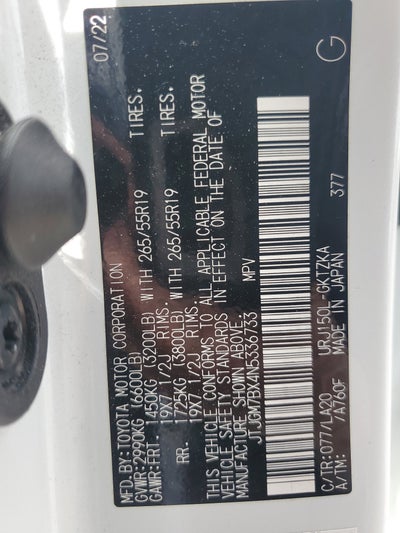 MFD.BY:TOYOTA MOTOR CORPORATION 07/22
GVWR:2990KG (6600LB)
GAWR:FRT. 1450KG (3200LB) WITH 265/55R19 TIRES.
19X7 1/2J RIMS.
RR. 1725KG (3800LB) WITH 265/55R19 TIRES.
19X7 1/2J RIMS.
THIS VEHICLE CONFORMS TO ALL APPLICABLE FEDERAL MOTOR
VEHICLE SAFETY STANDARDS IN EFFECT ON THE DATE OF
MANUFACTURE SHOWN ABOVE.
JTJGM7BX4N5336733 MPV
C/TR:077/LA20 URJ150L-GKTZKA 377
A/TM: /A760F MADE IN JAPAN
G